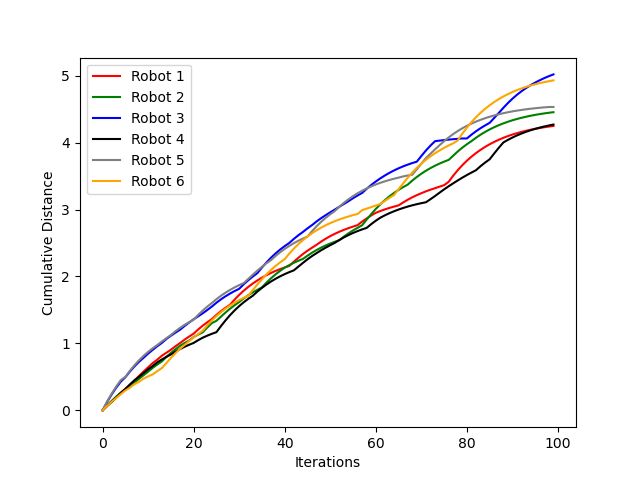 Robot 1
Robot 2
Robot 3
Robot 4
Robot 5
Robot 6
5
4
3
2
1
0
Cumulative Distance
0 20 40 60 80 100
Iterations